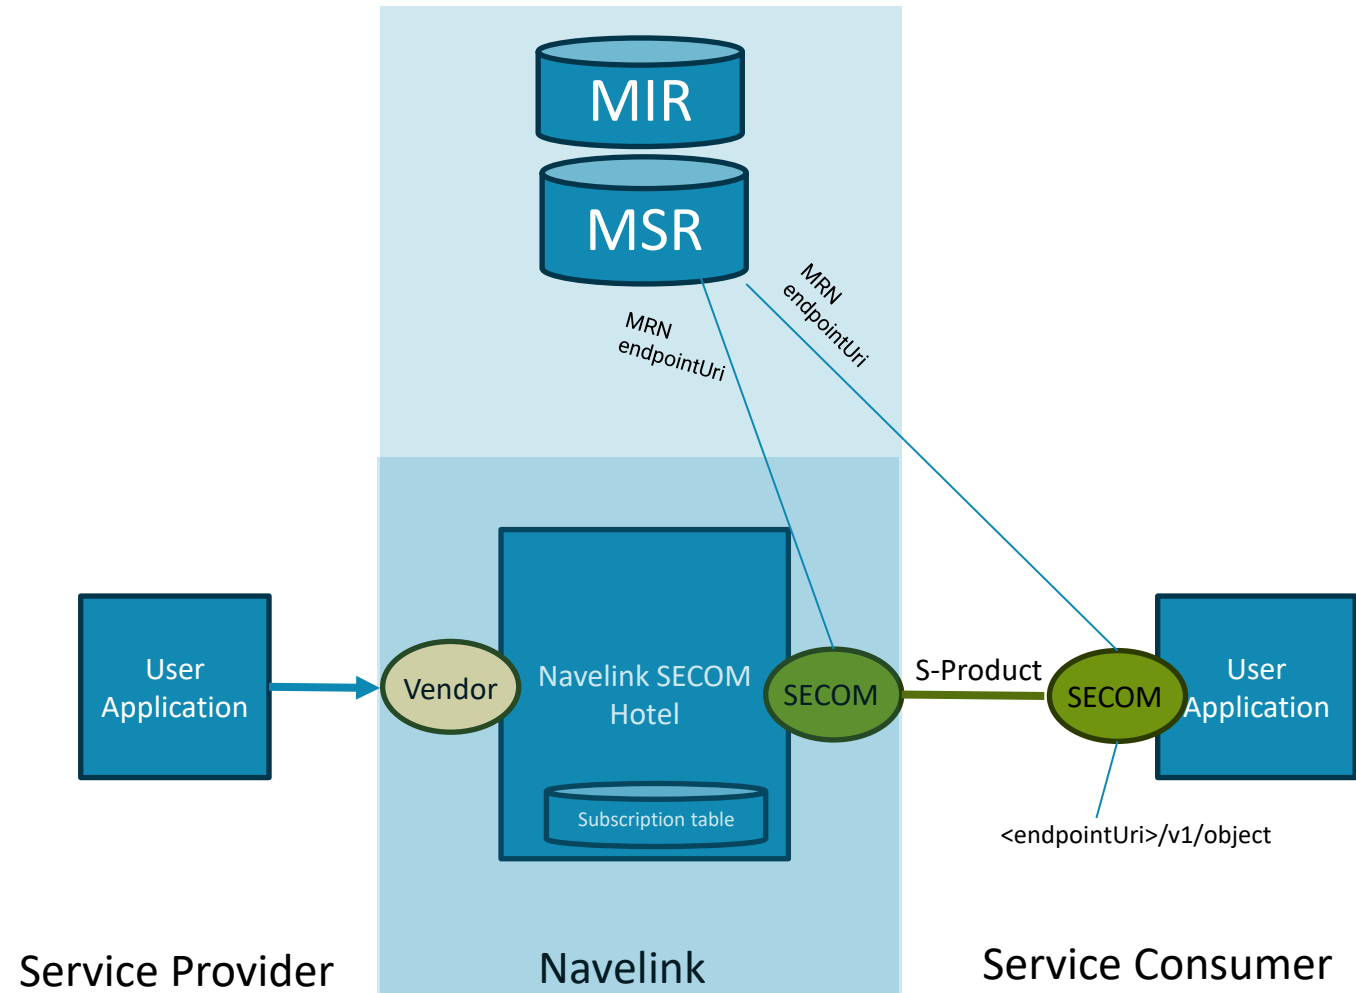 MIR
MSR
MRN
endpointUri
MRN
endpointUri
User
Application
Vendor
Navelink SECOM
Hotel
SECOM
S-Product
SECOM
User
Application
Subscription table
<endpointUri>/v1/object
Service Provider
Navelink
Service Consumer